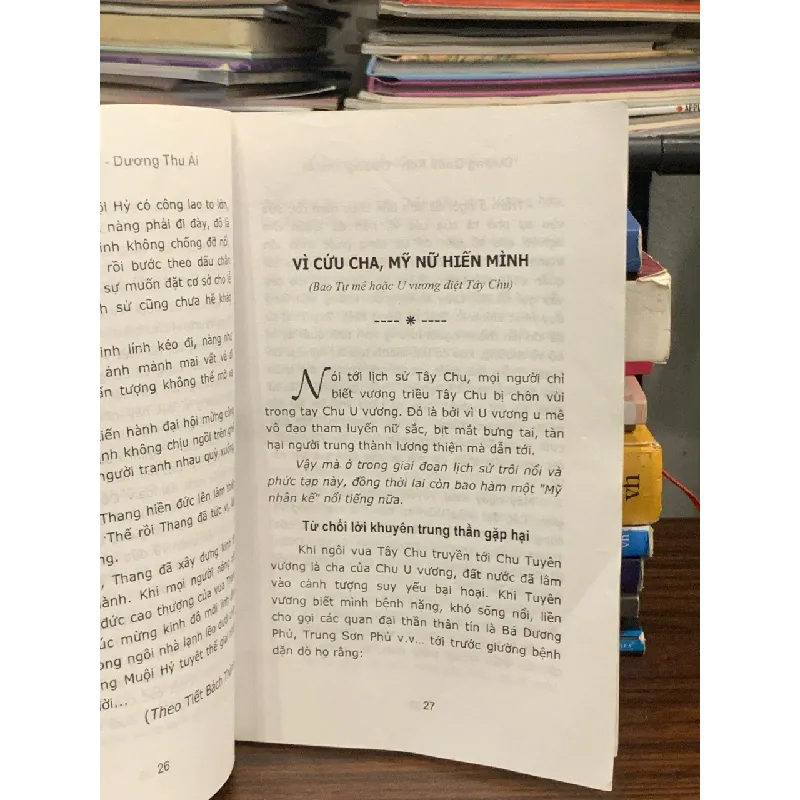 - Dương Thu Ái
Hỷ có công lao to lớn,
nàng phải đi đày, đó là
không chống đỡ nổi
rồi bước theo dấu chân
sự muốn đặt cơ sở cho
sử cũng chưa hề khảo
lính kéo đi, nàng như
ảnh mành mai vất vả đi
tượng không thể mờ
hành đại hội mừng công
không chịu ngồi trên
người tranh nhau quỳ xuống
Thang hiền đức lên làm
Thế rồi Thang đã tức vị,
Thang đã xây dựng kinh
Khi mọi người
đức cao thượng của vua
mừng kinh đô mới
ngôi nhà lạnh lẽo dưới
Muội Hỷ tuyệt thế
(Theo Tiết Bách
26
VÌ CỨU CHA, MỸ NỮ HIẾN MÌNH
(Bao Tự mê hoặc U vương diệt Tây Chu)
---- * ----
Nói tới lịch sử Tây Chu, mọi người chỉ
biết vương triều Tây Chu bị chôn vùi
trong tay Chu U vương. Đó là bởi vì U vương u mê
vô đạo tham luyến nữ sắc, bịt mắt bưng tai, tàn
hại người trung thành lương thiện mà dẫn tới.
Vậy mà ở trong giai đoạn lịch sử trôi nổi và
phức tạp này, đồng thời lại còn bao hàm một "Mỹ
nhân kế" nổi tiếng nữa.
Từ chối lời khuyên trung thần gặp hại
Khi ngôi vua Tây Chu truyền tới Chu Tuyên
vương là cha của Chu U vương, đất nước đã lâm
vào cảnh tượng suy yếu bại hoại. Khi Tuyên
vương biết mình bệnh nặng, khó sống nổi, liền
cho gọi các quan đại thần thân tín là Bá Dương
Phủ, Trung Sơn Phủ v.v... tới trước giường bệnh
dặn dò họ rằng:
27
vh
vh